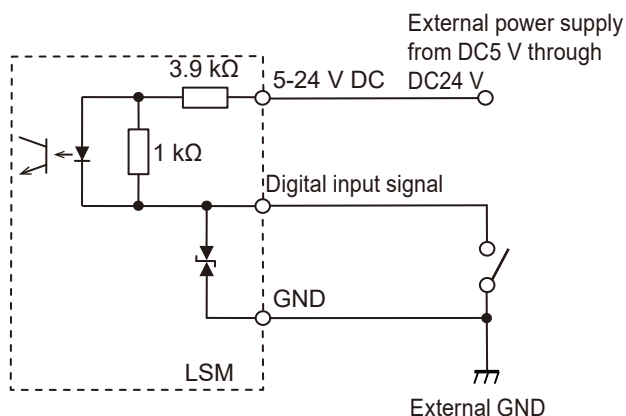 External power supply
from DC5 V through
DC24 V
3.9 kΩ
5-24 V DC
1 kΩ
Digital input signal
GND
LSM
External GND